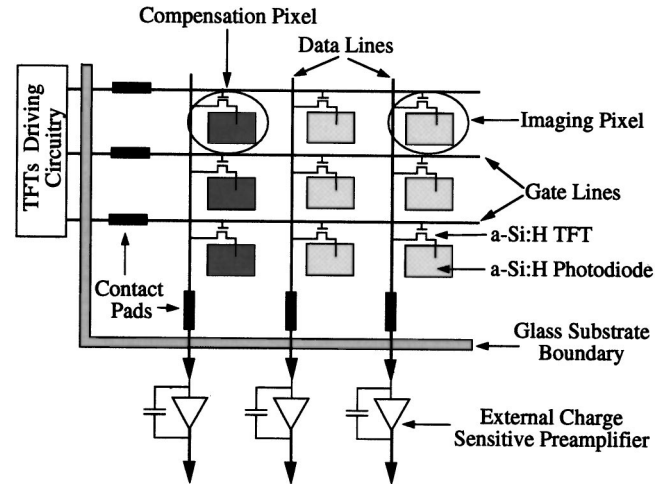 Compensation Pixel
Data Lines
TFTs Driving
Circuitry
Imaging Pixel
Gate Lines
a-Si:H TFT
a-Si:H Photodiode
Contact
Pads
Glass Substrate
Boundary
External Charge
Sensitive Preamplifier